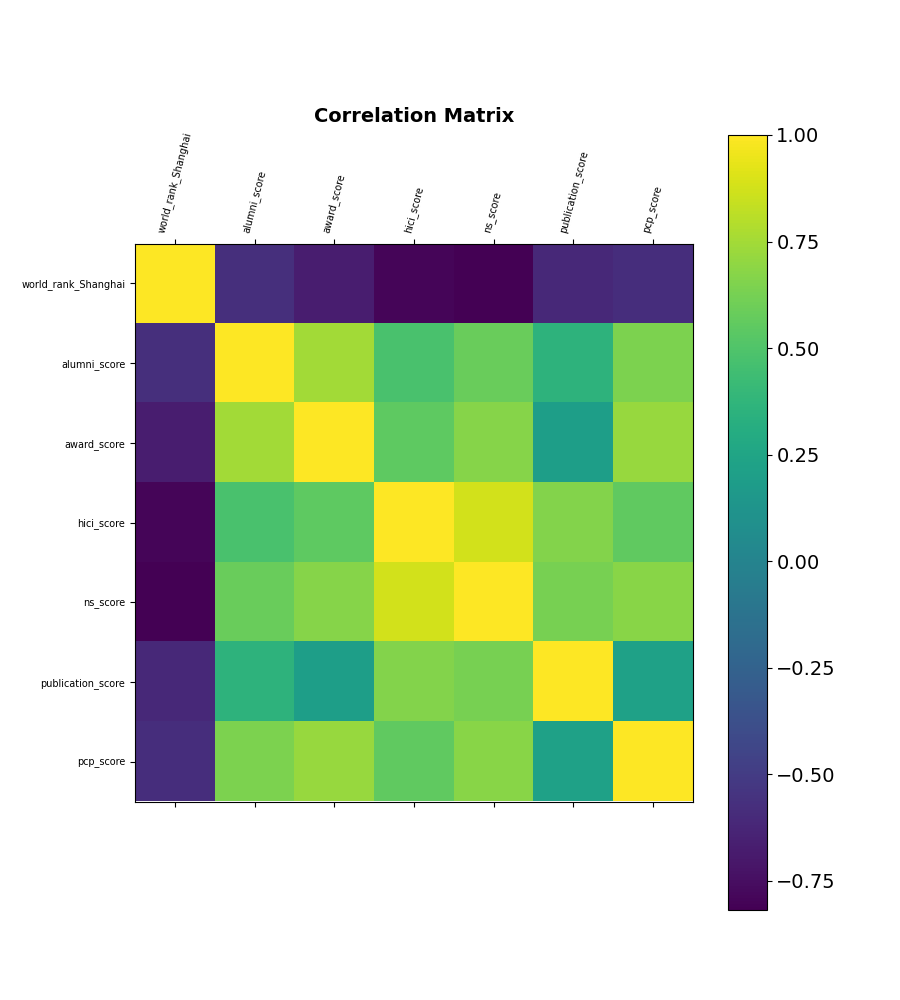 Correlation Matrix
world_rank_Shanghai
alumni_score
award_score
hici_score
ns_score
publication_score
pcp_score
world_rank_Shanghai
alumni_score
award_score
hici_score
ns_score
publication_score
pcp_score
1.00
0.75
0.50
0.25
0.00
−0.25
−0.50
−0.75